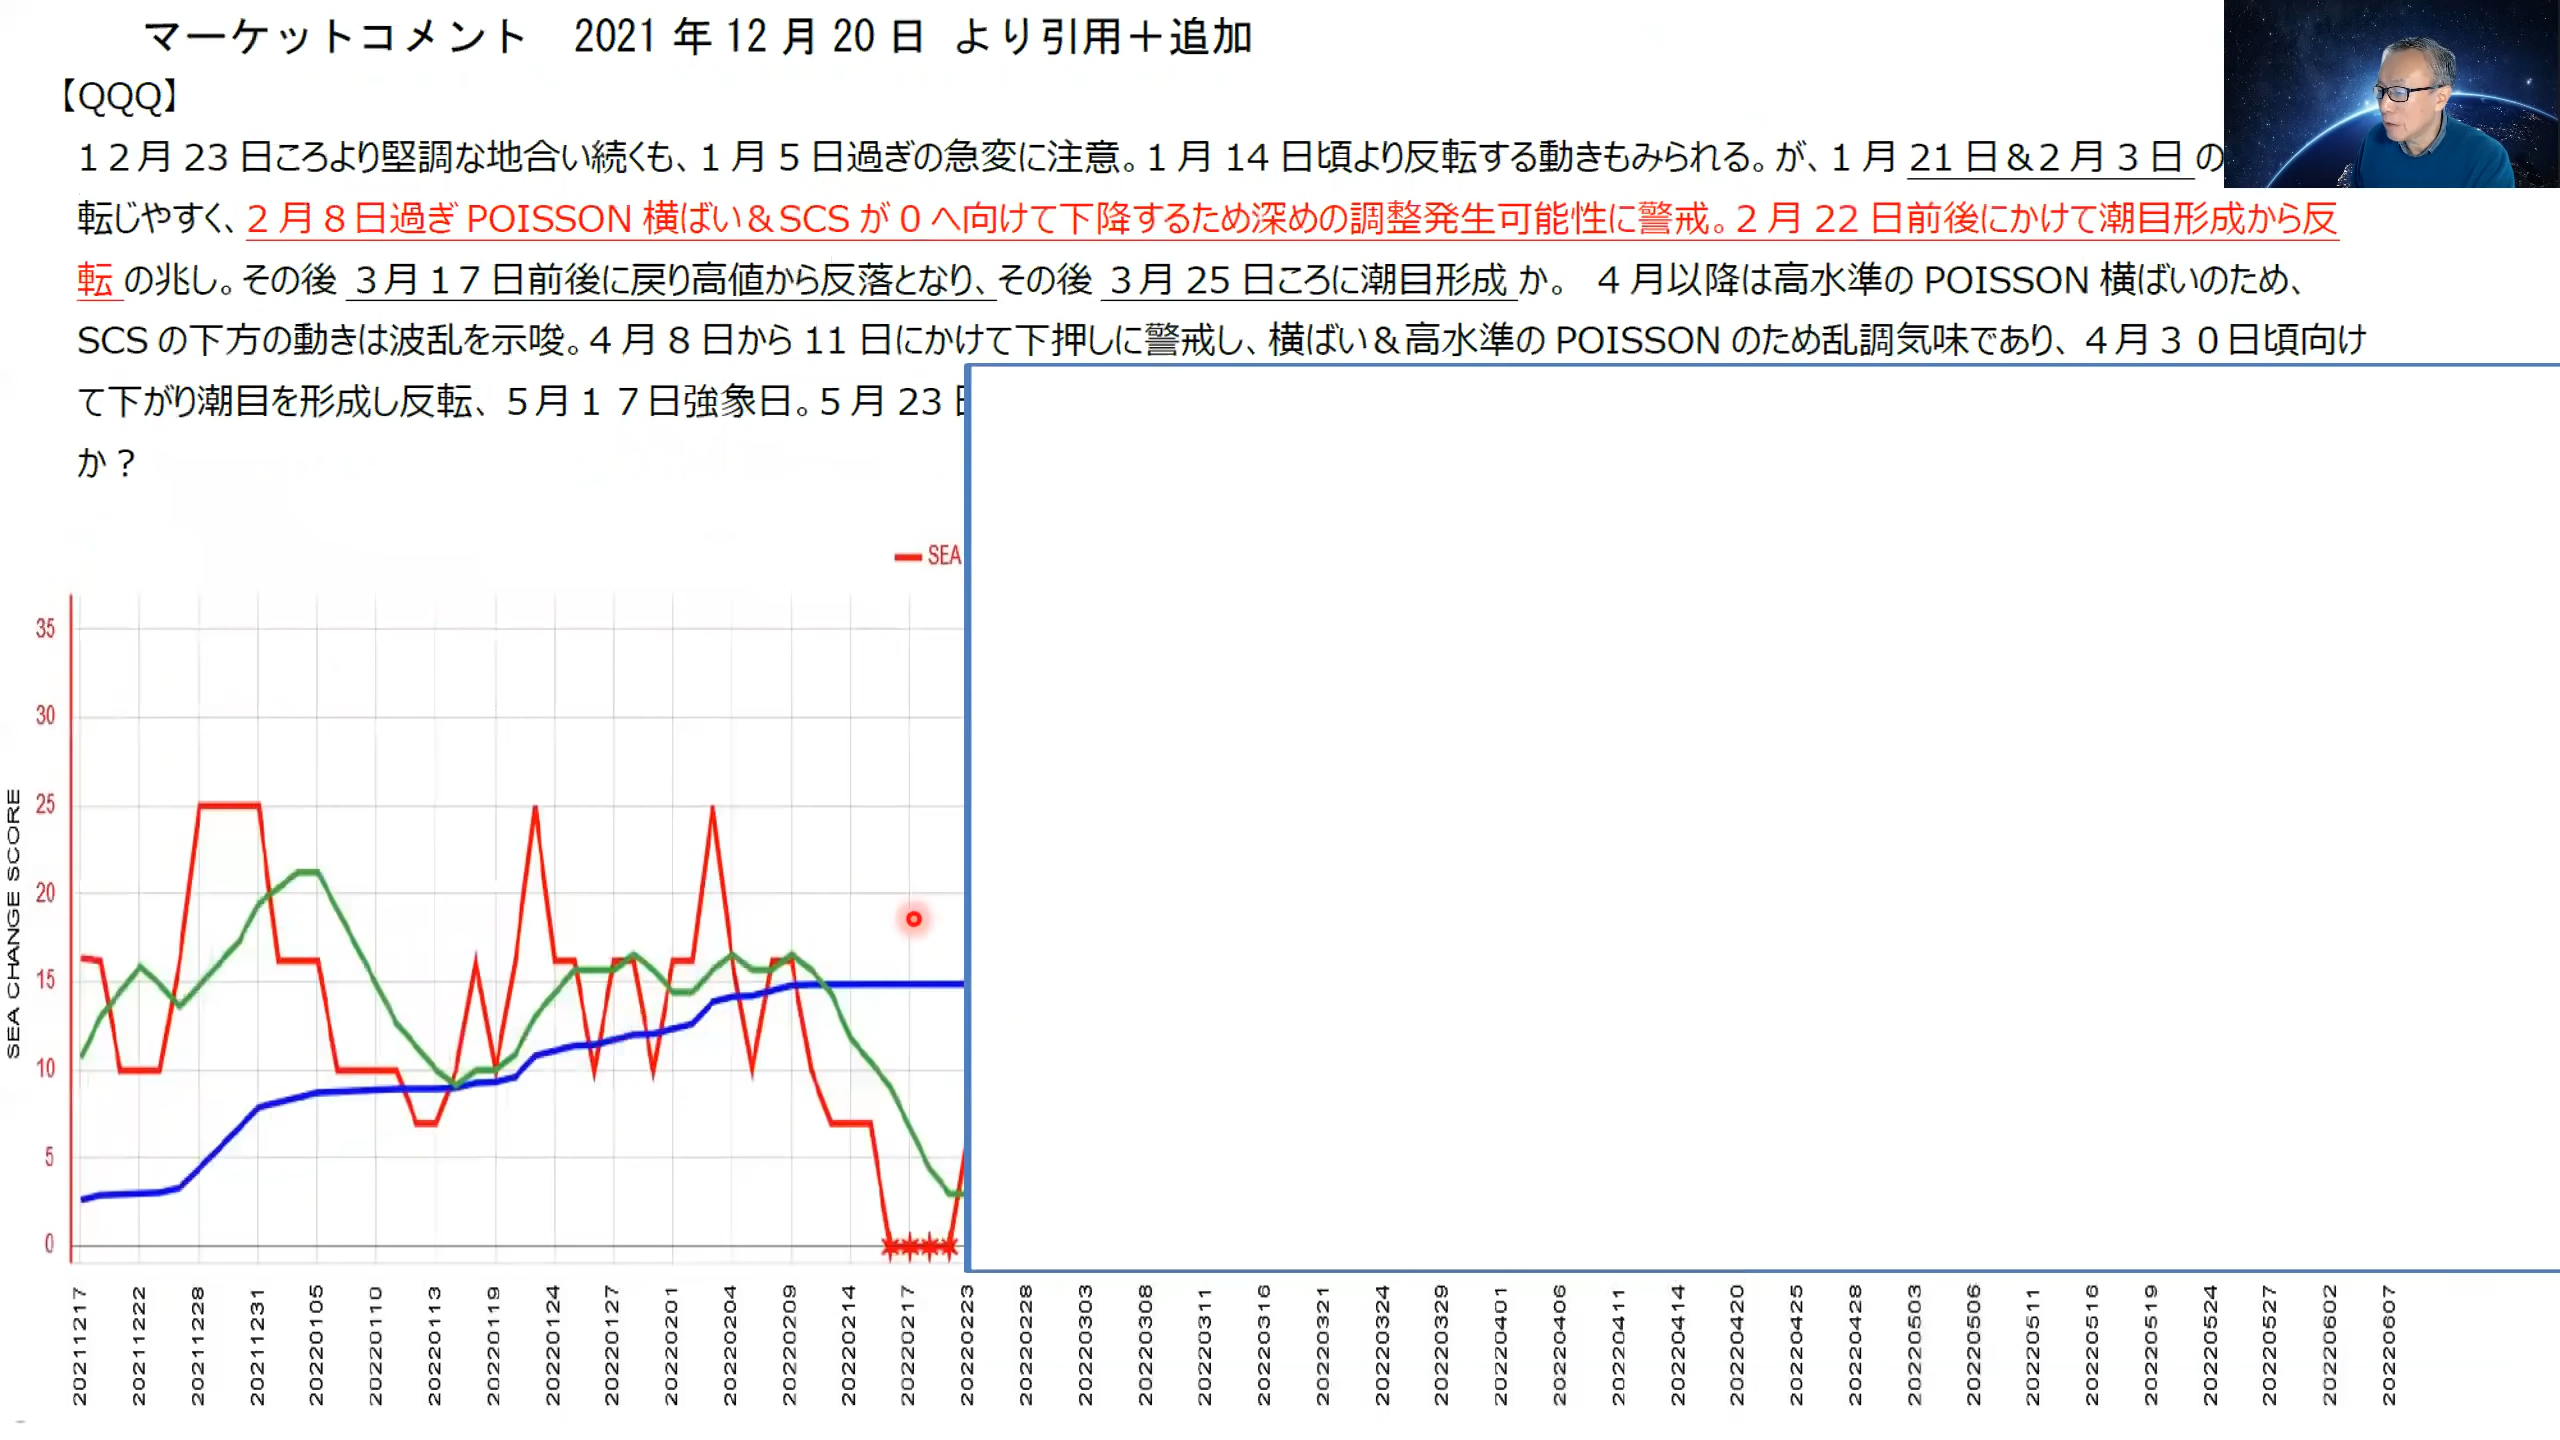 マーケットコメント　2021 年 12 月 20 日 より引用＋追加
【QQQ】
１２月 23 日ころより堅調な地合い続くも、１月５日過ぎの急変に注意。１月 14 日頃より反転する動きもみられる。が、１月 21 日＆２月３日 の
転じやすく、２月８日過ぎ POISSON 横ばい＆SCS が０へ向けて下降するため深めの調整発生可能性に警戒。２月 22 日前後にかけて潮目形成から反
転 の兆し。その後 ３月１７日前後に戻り高値から反落となり、その後 ３月 25 日ころに潮目形成 か。 ４月以降は高水準の POISSON 横ばいのため、
SCS の下方の動きは波乱を示唆。４月８日から 11 日にかけて下押しに警戒し、横ばい＆高水準の POISSON のため乱調気味であり、４月３０日頃向け
て下がり潮目を形成し反転、５月１７日強象日。５月 23
か？
SEA
35
30
25
20
15
10
5
0
SEA CHANGE SCORE
20211217 20211222 20211228 20211231 20220105 20220110 20220113 20220119 20220124 20220127 20220201 20220204 20220209 20220214 20220217 20220223 20220228 20220303 20220308 20220311 20220316 20220321 20220324 20220329 20220401 20220406 20220411 20220414 20220420 20220425 20220428 20220503 20220506 20220511 20220516 20220519 20220524 20220527 20220602 20220607